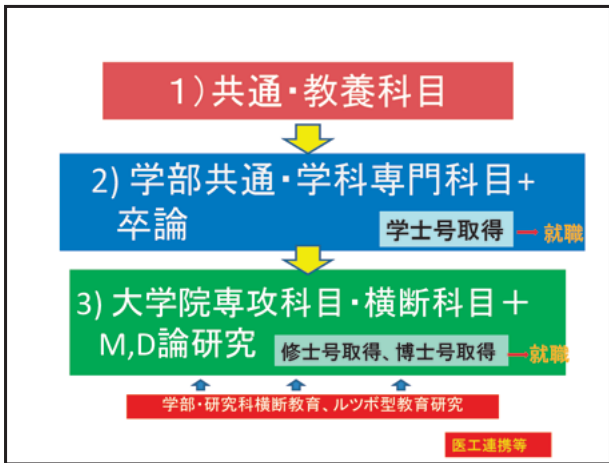 1)共通・教養科目
2) 学部共通・学科専門科目+
卒論
学士号取得
就職
3) 大学院専攻科目・横断科目+
M,D論研究
修士号取得、博士号取得
就職
学部・研究科横断教育、ルツボ型教育研究
医工連携等